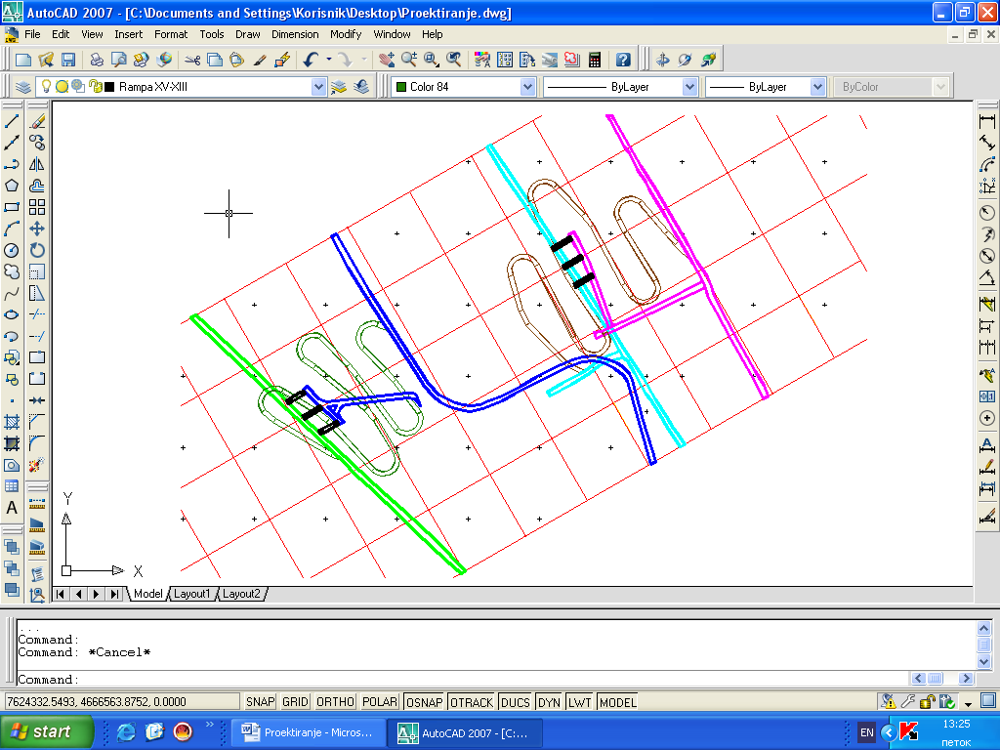 AutoCAD 2007 - [C:\Documents and Settings\Korisnik\Desktop\Proektiranje.dwg]
File Edit View Insert Format Tools Draw Dimension Modify Window Help
Rampa XV-XIII Color 84 ByLayer ByLayer ByColor
A
Y
X
Model Layout1 Layout2
...
Command:
Command: *Cancel*
Command:
7624332.5493, 4666563.8752, 0.0000 SNAP GRID ORTHO POLAR OSNAP OTRACK DUCS DYN LWT MODEL
start Proektiranje - Micros... AutoCAD 2007 - [C:... EN 13:25
петок